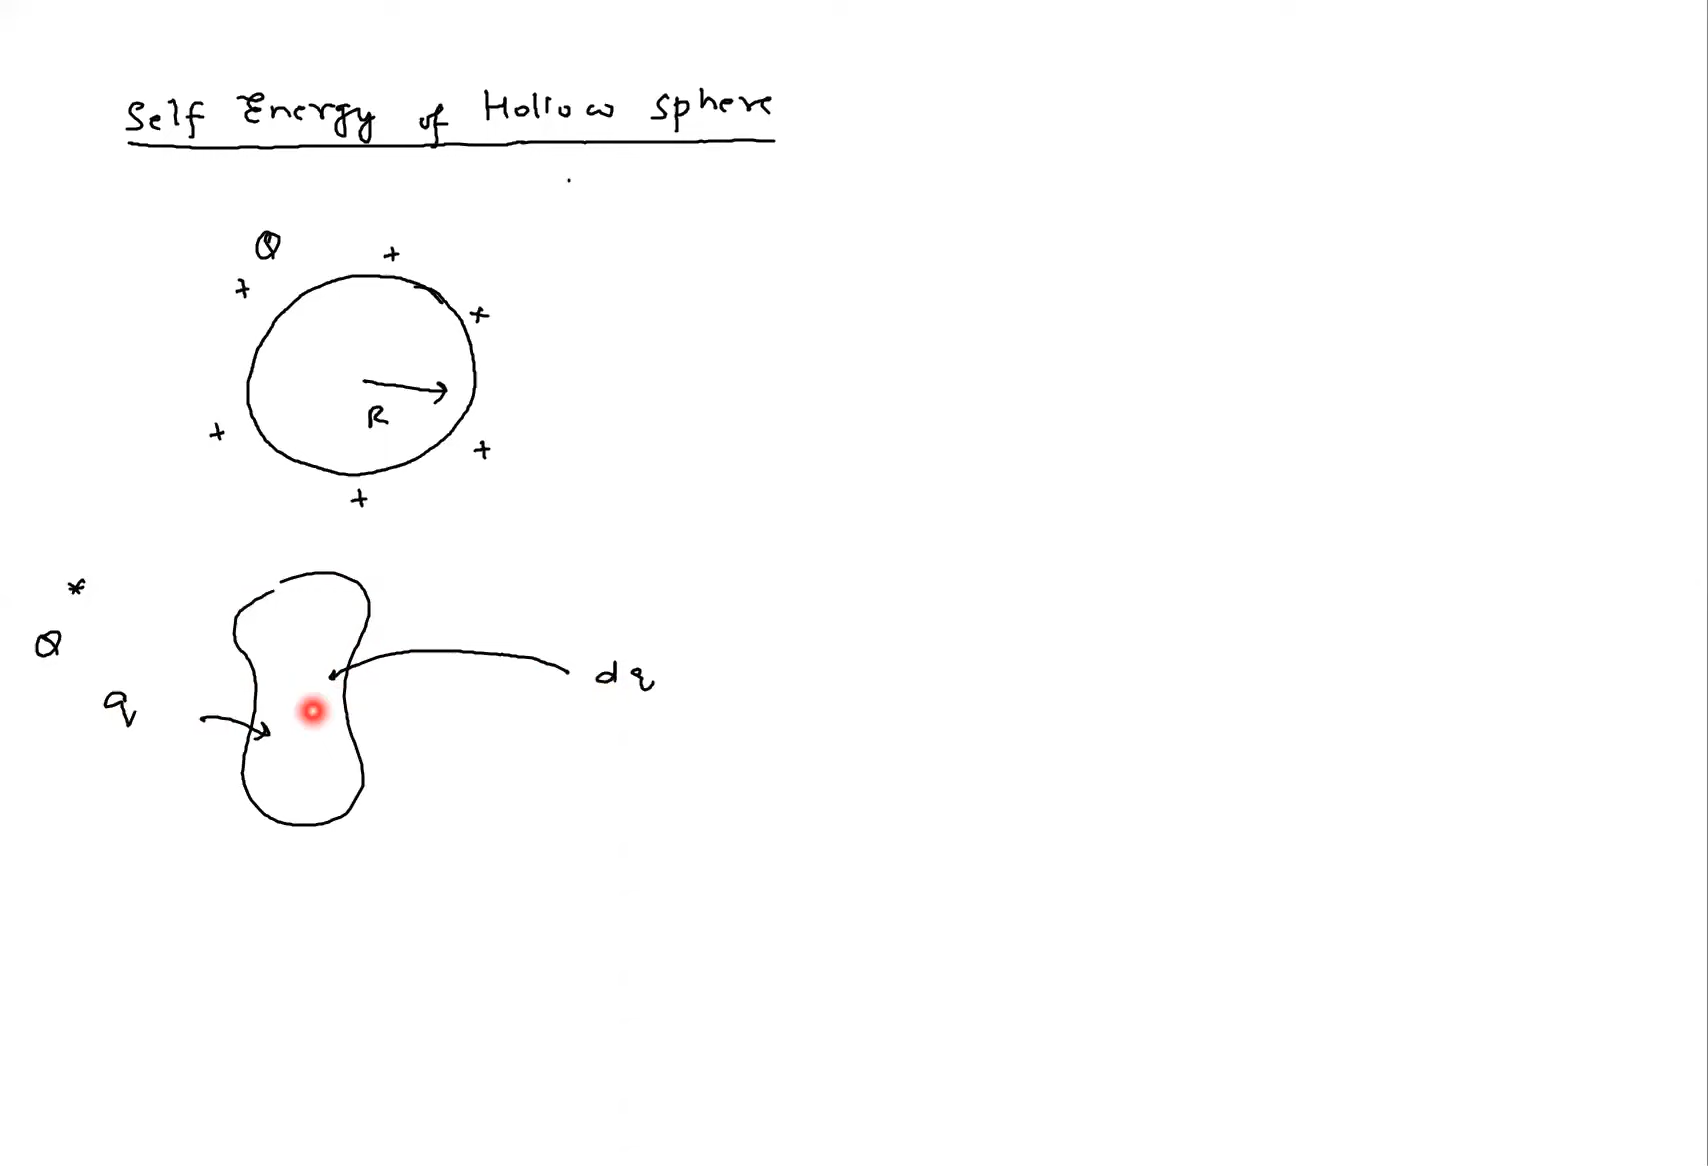 Self Energy of Hollow Sphere
Q
+
+
+
R
+
+
+
*
Q
dq
q